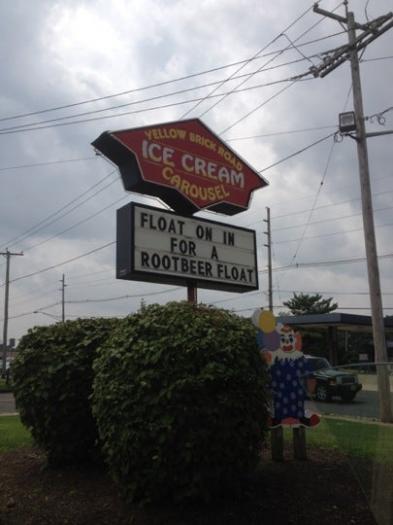 YELLOW BRICK ROAD
ICE CREAM
CAROUSEL
FLOAT ON IN
FOR A
ROOTBEER FLOAT